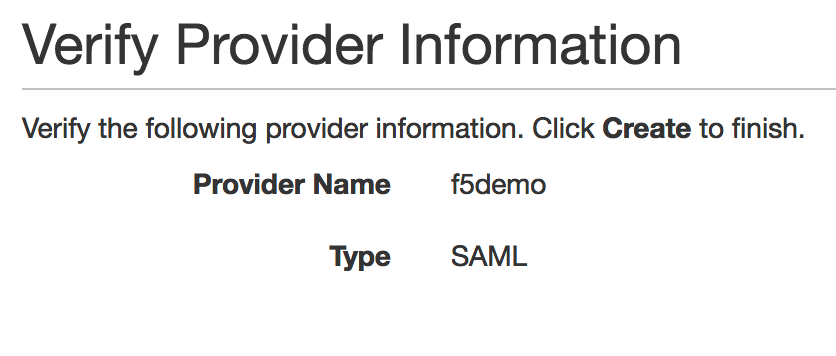 Verify Provider Information
Verify the following provider information. Click Create to finish.
Provider Name f5demo
Type SAML